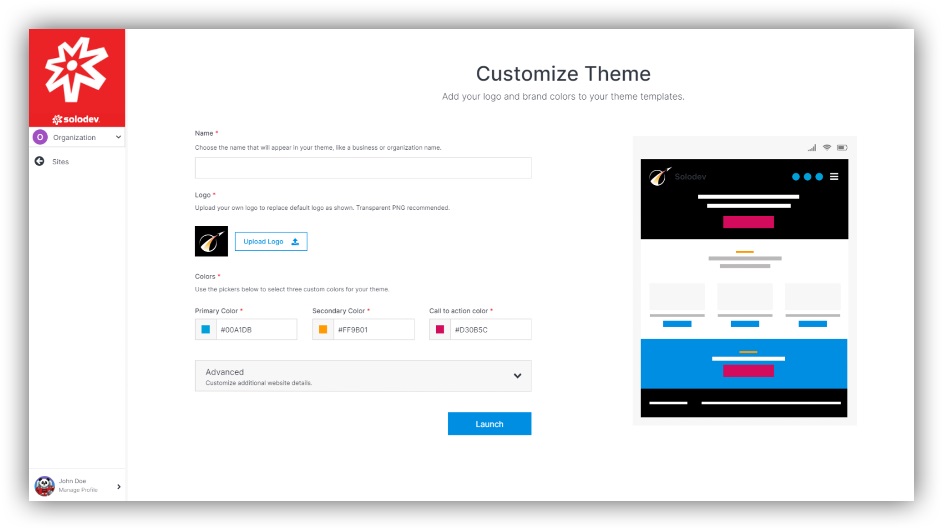 solodev
O
Organization
Sites
John Doe
Manage Profile
Customize Theme
Add your logo and brand colors to your theme templates.
Name *
Choose the name that will appear in your theme, like a business or organization name.
Logo *
Upload your own logo to replace default logo as shown. Transparent PNG recommended.
Upload Logo
Colors *
Use the pickers below to select three custom colors for your theme.
Primary Color * Secondary Color * Call to action color *
#00A1DB #FF9B01 #D30B5C
Advanced
Customize additional website details.
Launch
Solodev